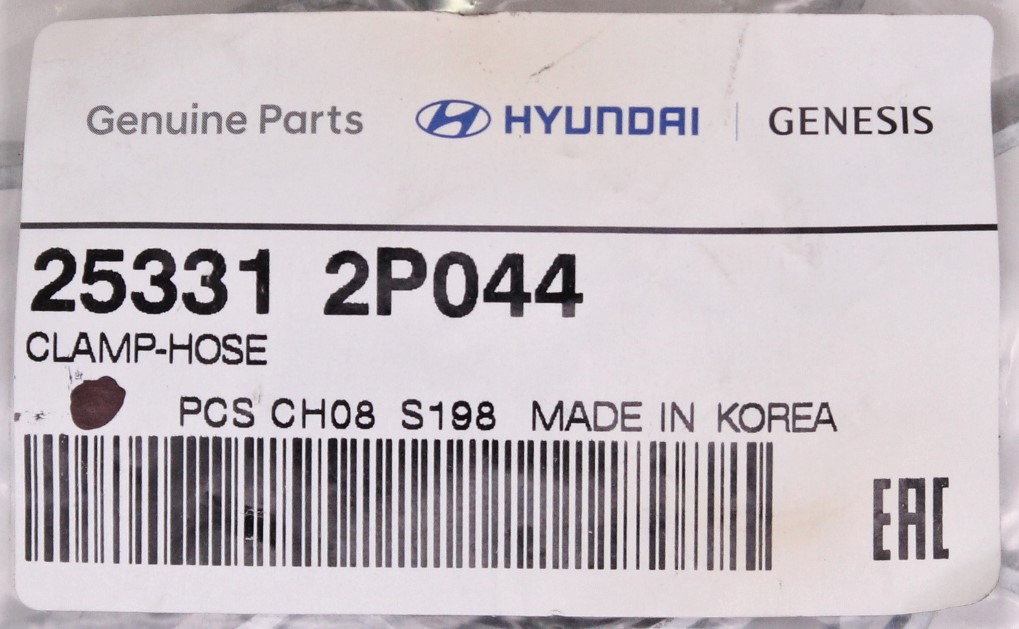 Genuine Parts HYUNDAI GENESIS
25331 2P044
CLAMP-HOSE
PCS CH08 S198 MADE IN KOREA
EAC